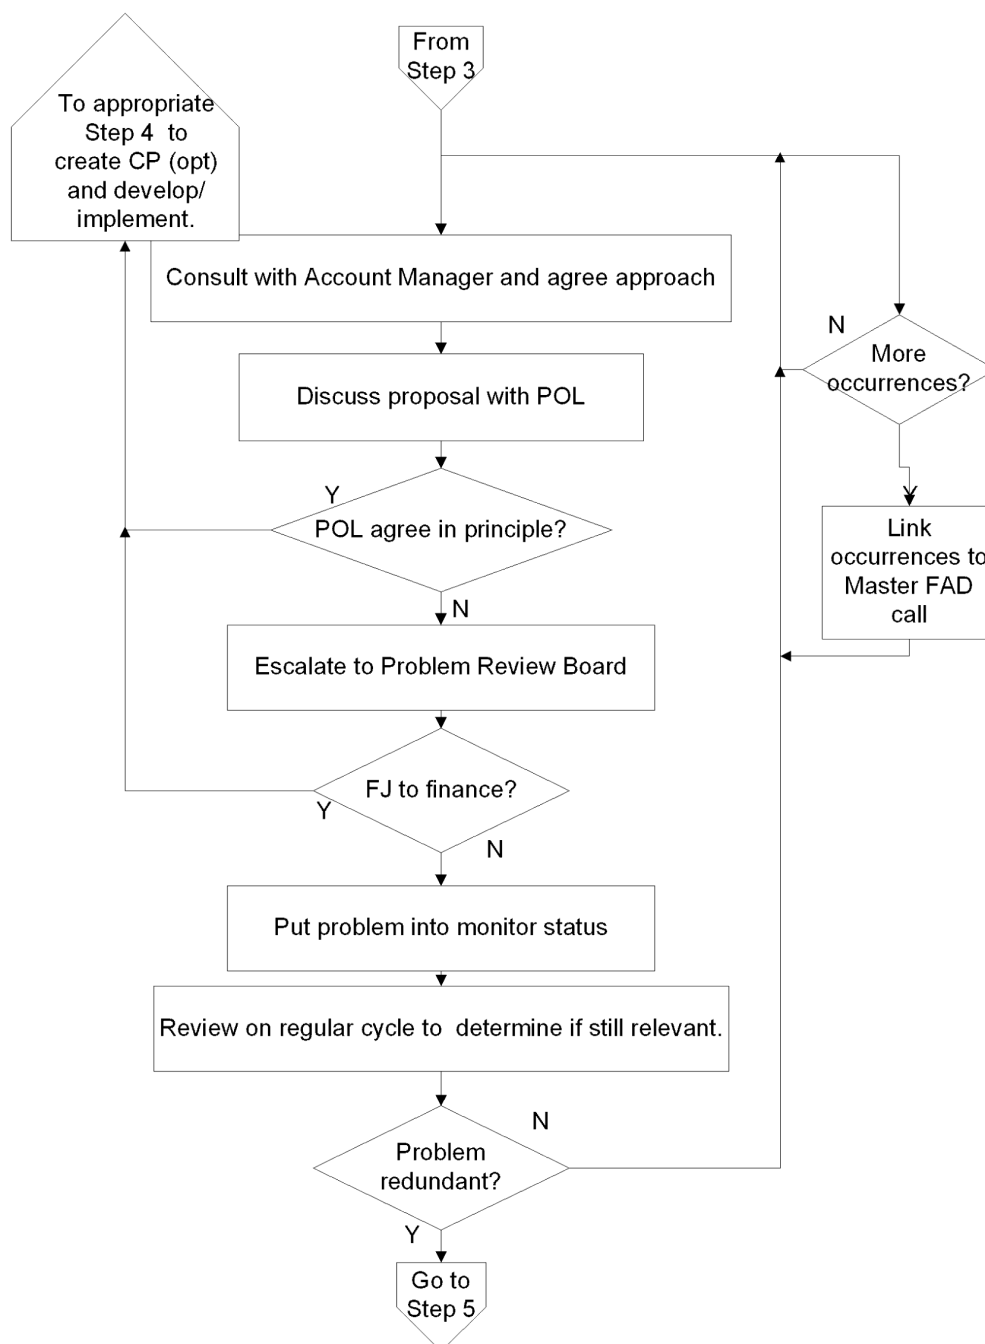 From
Step 3
To appropriate
Step 4 to
create CP (opt)
and develop/
implement.
Consult with Account Manager and agree approach
N
More
occurrences?
Discuss proposal with POL
Y
POL agree in principle?
Y
Link
occurrences to
Master FAD
call
N
Escalate to Problem Review Board
FJ to finance?
Y
N
Put problem into monitor status
Review on regular cycle to determine if still relevant.
N
Problem
redundant?
Y
Go to
Step 5